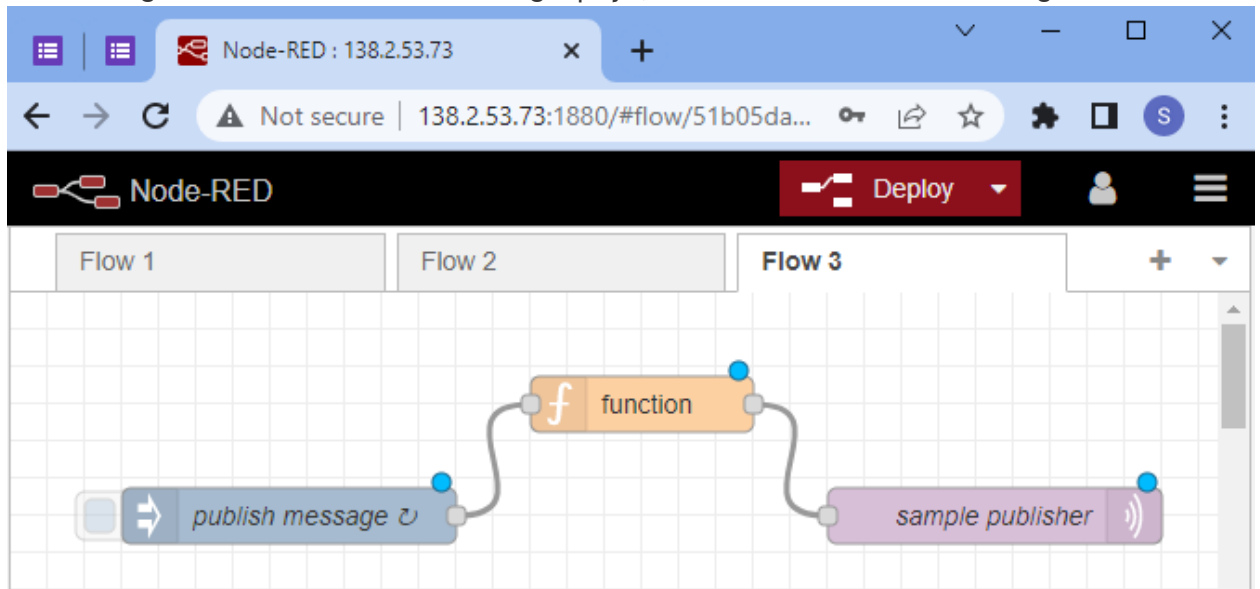 Node-RED : 138.2.53.73
Not secure | 138.2.53.73:1880/#flow/51b05da... S
Node-RED Deploy
Flow 1 Flow 2 Flow 3
function
publish message ↻ sample publisher